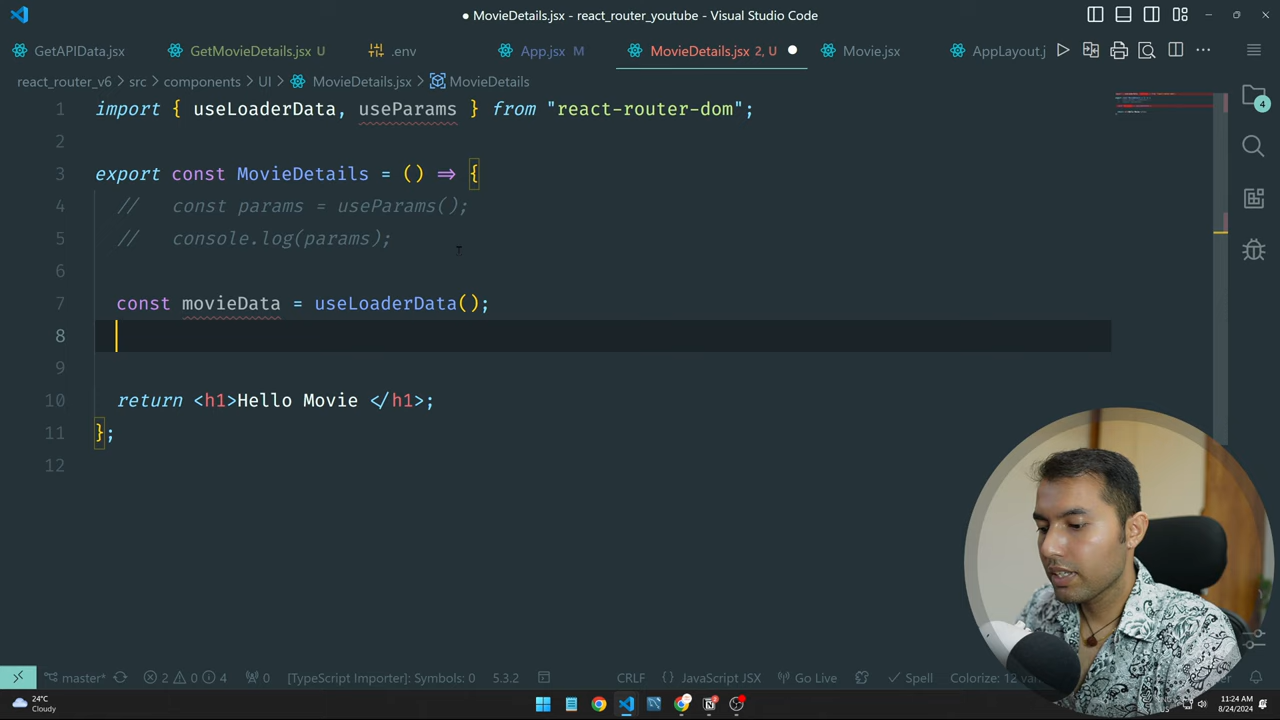 MovieDetails.jsx - react_router_youtube - Visual Studio Code
GetAPIData.jsx
GetMovieDetails.jsx U
.env
App.jsx M
MovieDetails.jsx 2, U
Movie.jsx
AppLayout.j
react_router_v6 > src > components > UI > MovieDetails.jsx > MovieDetails
4
1 import { useLoaderData, useParams } from "react-router-dom";
2
3 export const MovieDetails = () => {
4 // const params = useParams();
5 // console.log(params);
6
7 const movieData = useLoaderData();
8
9
10 return <h1>Hello Movie </h1>;
11 };
12
master* 2 0 4 0 [TypeScript Importer]: Symbols: 0 5.3.2 CRLF { } JavaScript JSX Go Live Spell Colorize: 12 var
24°C
Cloudy
11:24 AM
8/24/2024